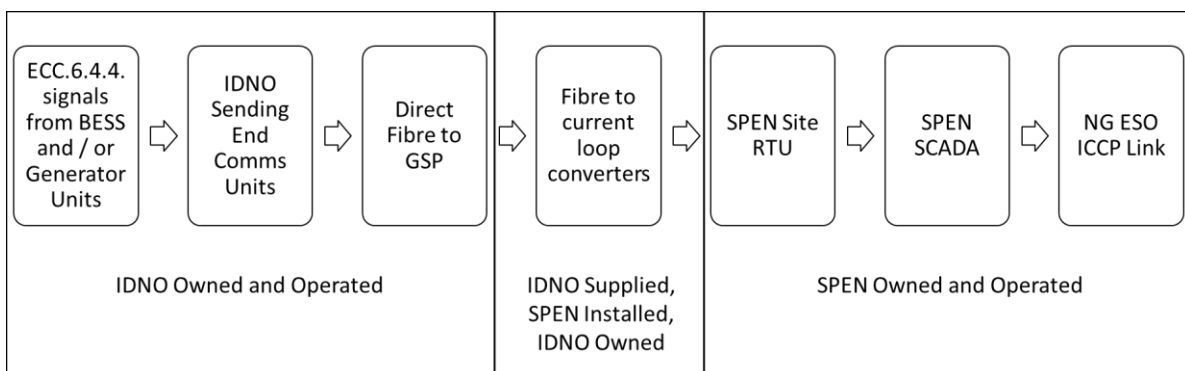 ECC.6.4.4.
signals
from BESS
and / or
Generator
Units
IDNO
Sending
End
Comms
Units
Direct
Fibre to
GSP
Fibre to
current
loop
converters
SPEN Site
RTU
SPEN
SCADA
NG ESO
ICCP Link
IDNO Owned and Operated
IDNO Supplied,
SPEN Installed,
IDNO Owned
SPEN Owned and Operated